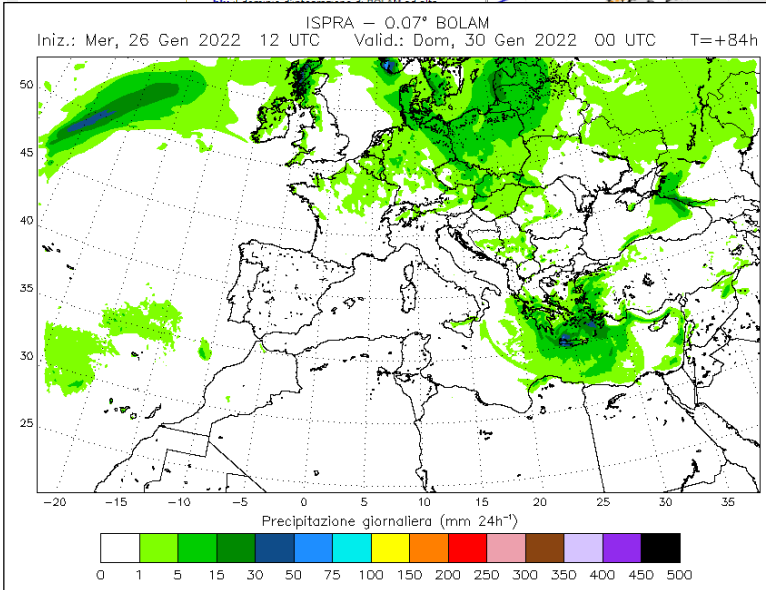 ISPRA – 0.07° BOLAM
Iniz.: Mer, 26 Gen 2022 12 UTC Valid.: Dom, 30 Gen 2022 00 UTC T=+84h
50
45
40
35
30
25
-20 -15 -10 -5 0 5 10 15 20 25 30 35
Precipitazione giornaliera (mm 24h⁻¹)
0 1 5 15 30 50 75 100 150 200 250 300 350 400 450 500